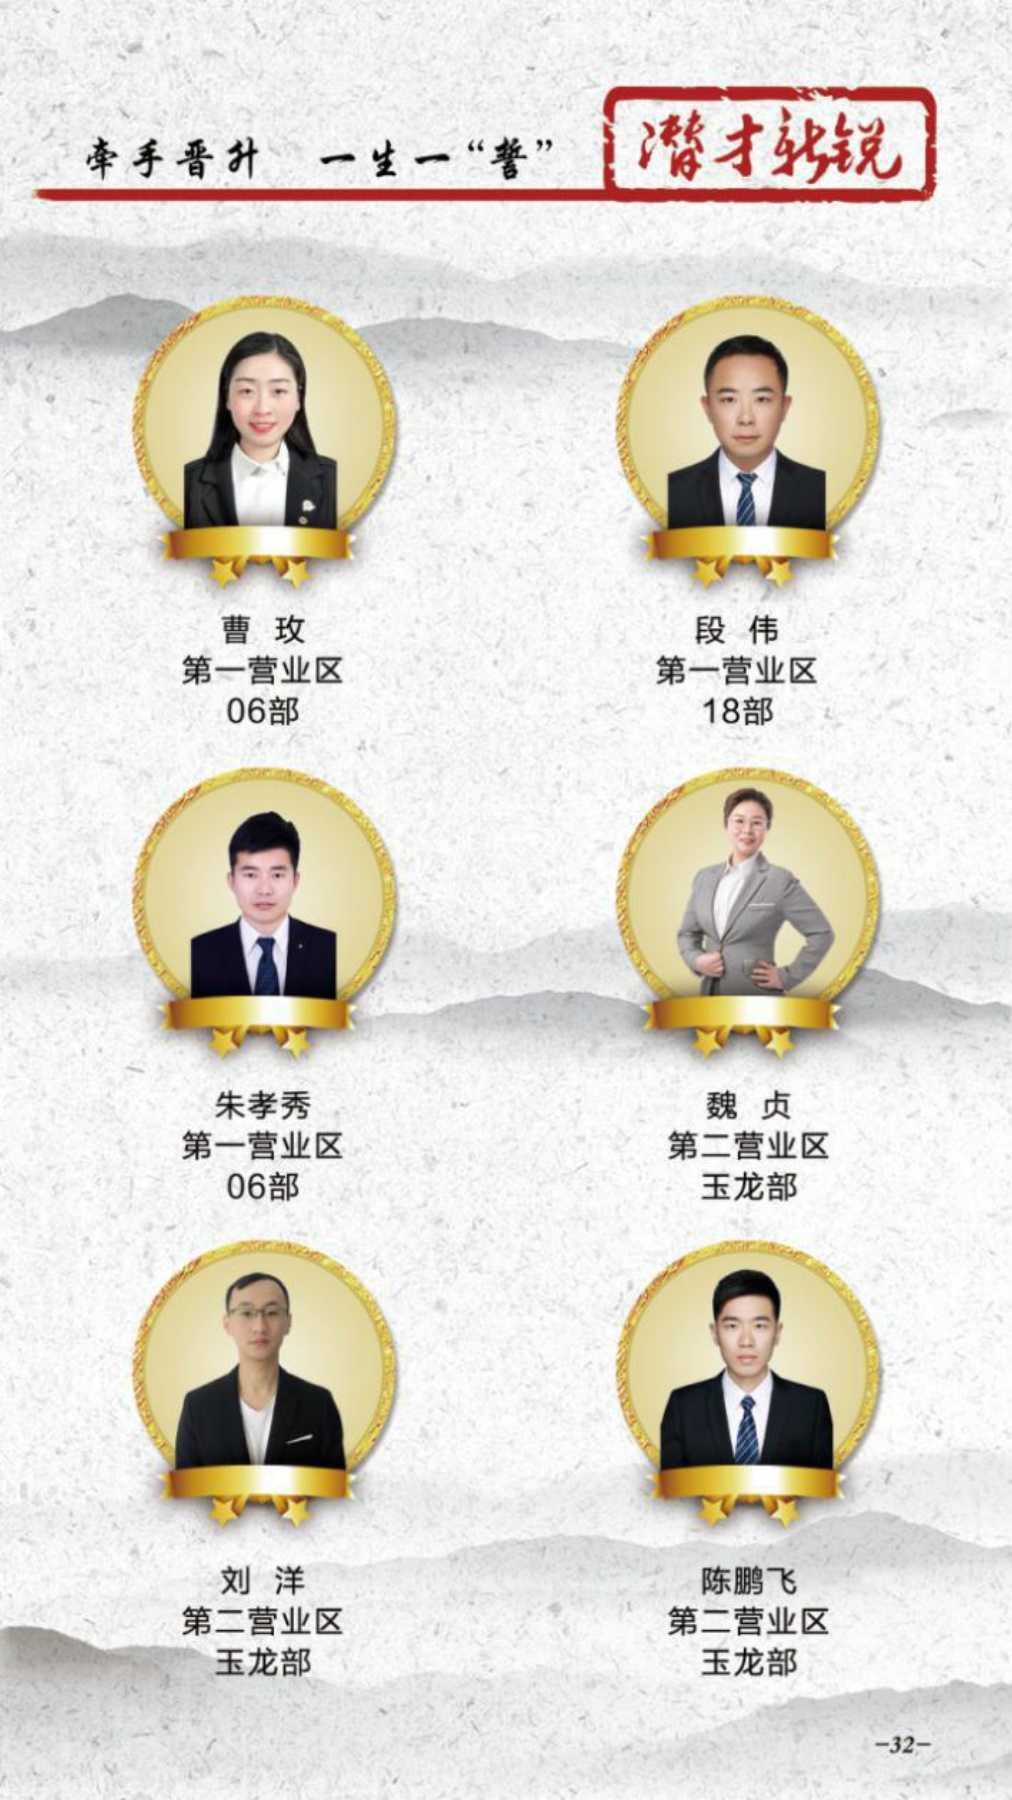 牵手晋升 一生一“誓”
潜才新锐
曹 玫
第一营业区
06部
段 伟
第一营业区
18部
朱孝秀
第一营业区
06部
魏 贞
第二营业区
玉龙部
刘 洋
第二营业区
玉龙部
陈鹏飞
第二营业区
玉龙部
-32-